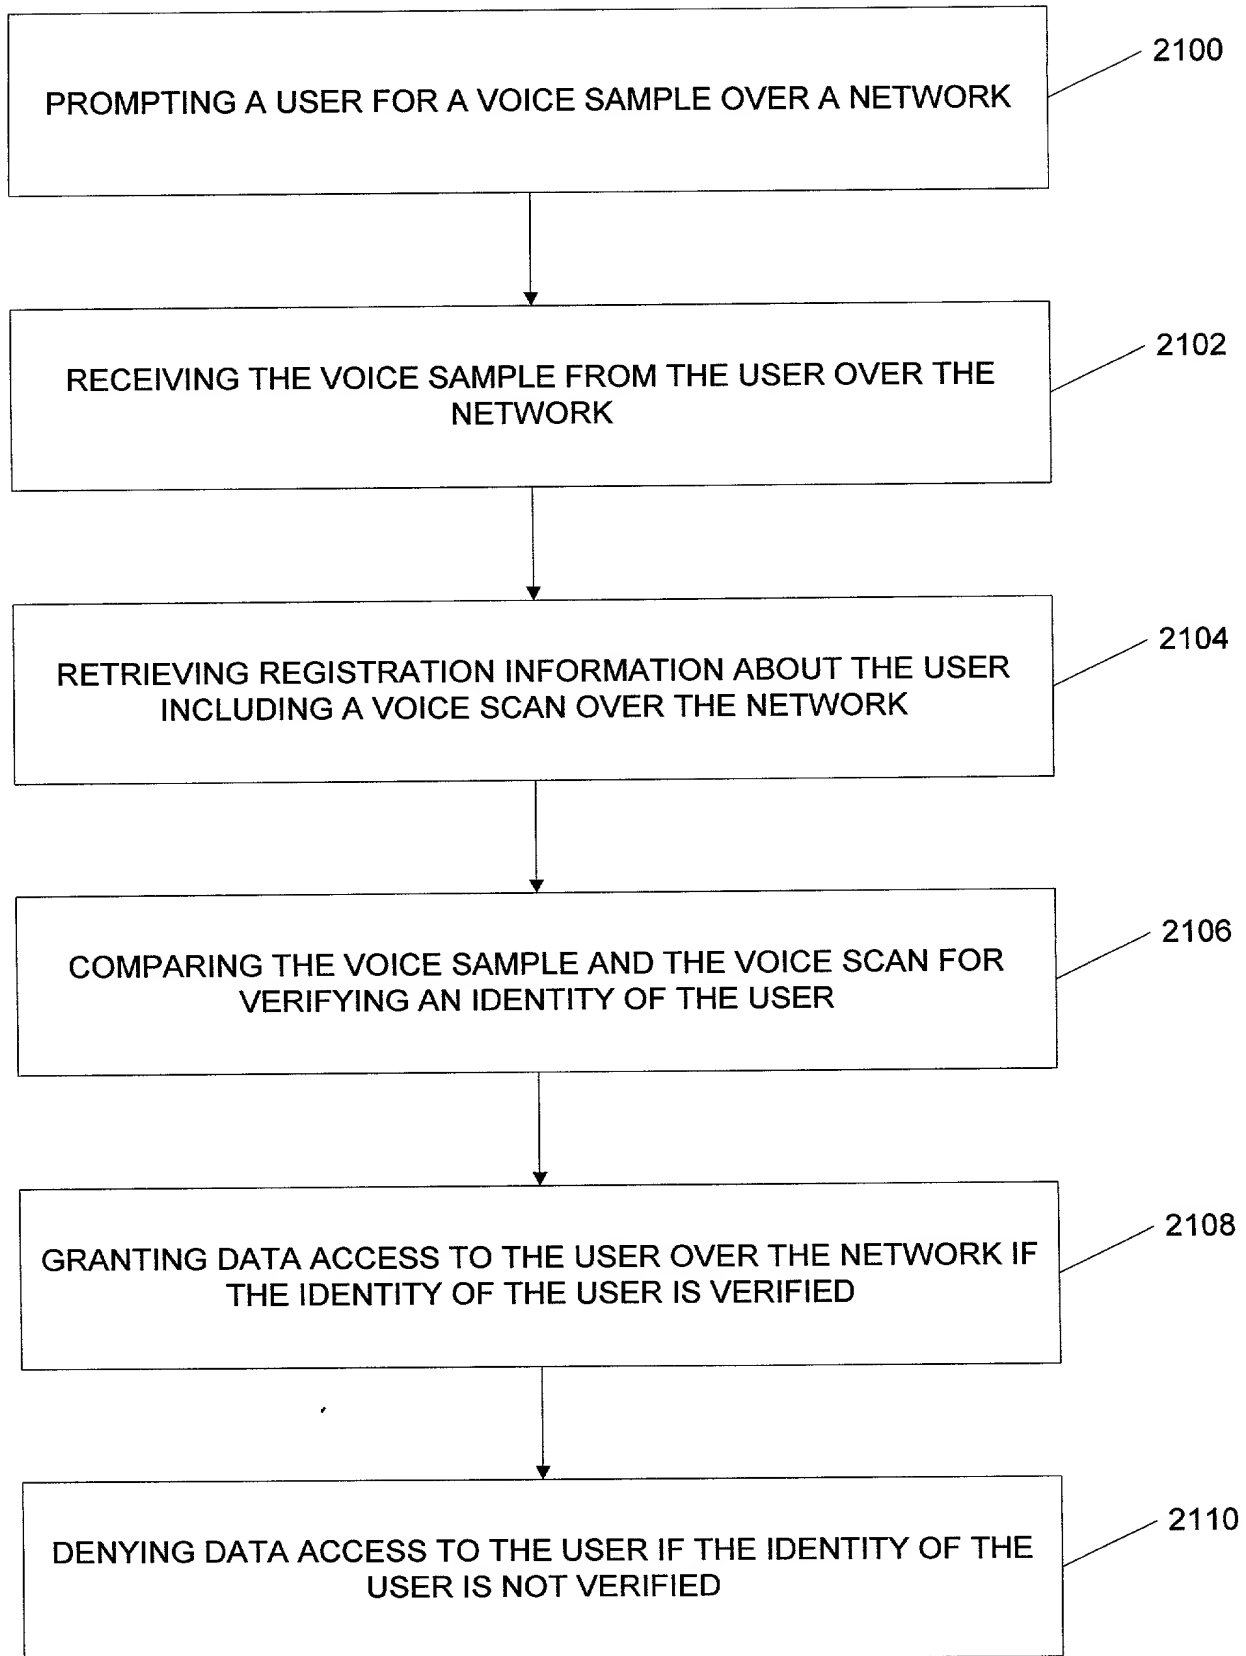 2100
PROMPTING A USER FOR A VOICE SAMPLE OVER A NETWORK
2102
RECEIVING THE VOICE SAMPLE FROM THE USER OVER THE
NETWORK
2104
RETRIEVING REGISTRATION INFORMATION ABOUT THE USER
INCLUDING A VOICE SCAN OVER THE NETWORK
2106
COMPARING THE VOICE SAMPLE AND THE VOICE SCAN FOR
VERIFYING AN IDENTITY OF THE USER
2108
GRANTING DATA ACCESS TO THE USER OVER THE NETWORK IF
THE IDENTITY OF THE USER IS VERIFIED
2110
DENYING DATA ACCESS TO THE USER IF THE IDENTITY OF THE
USER IS NOT VERIFIED